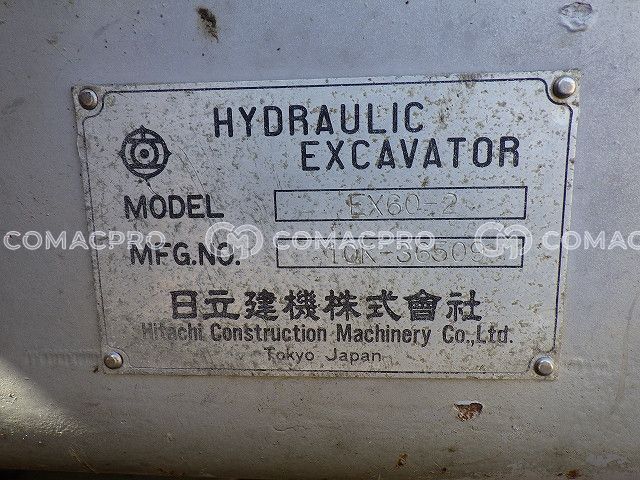 HYDRAULIC
EXCAVATOR
MODEL EX60-2
COMACPRO COMACPRO COMACPRO
MFG.NO.
日立建機株式會社
Hitachi Construction Machinery Co.,Ltd.
Tokyo Japan